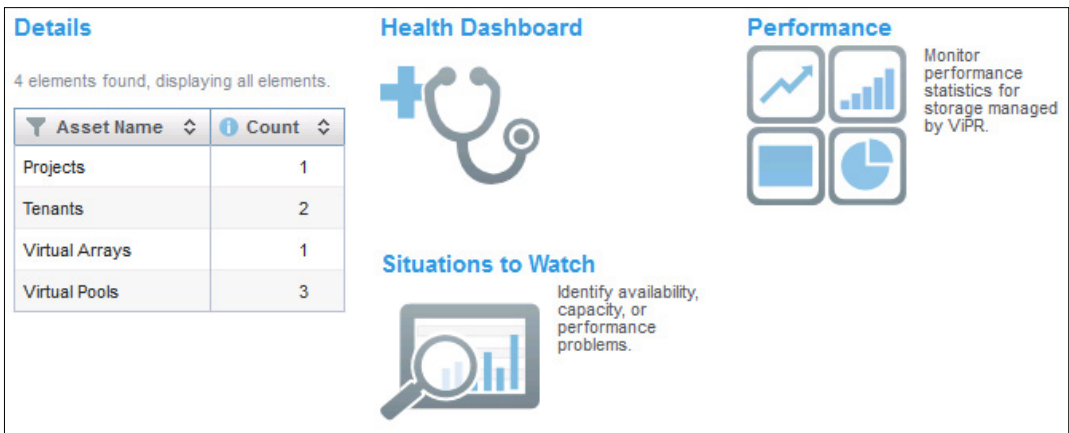 Details
4 elements found, displaying all elements.
Asset Name Count
Projects 1
Tenants 2
Virtual Arrays 1
Virtual Pools 3
Health Dashboard
Situations to Watch
Identify availability,
capacity, or
performance
problems.
Performance
Monitor
performance
statistics for
storage managed
by ViPR.